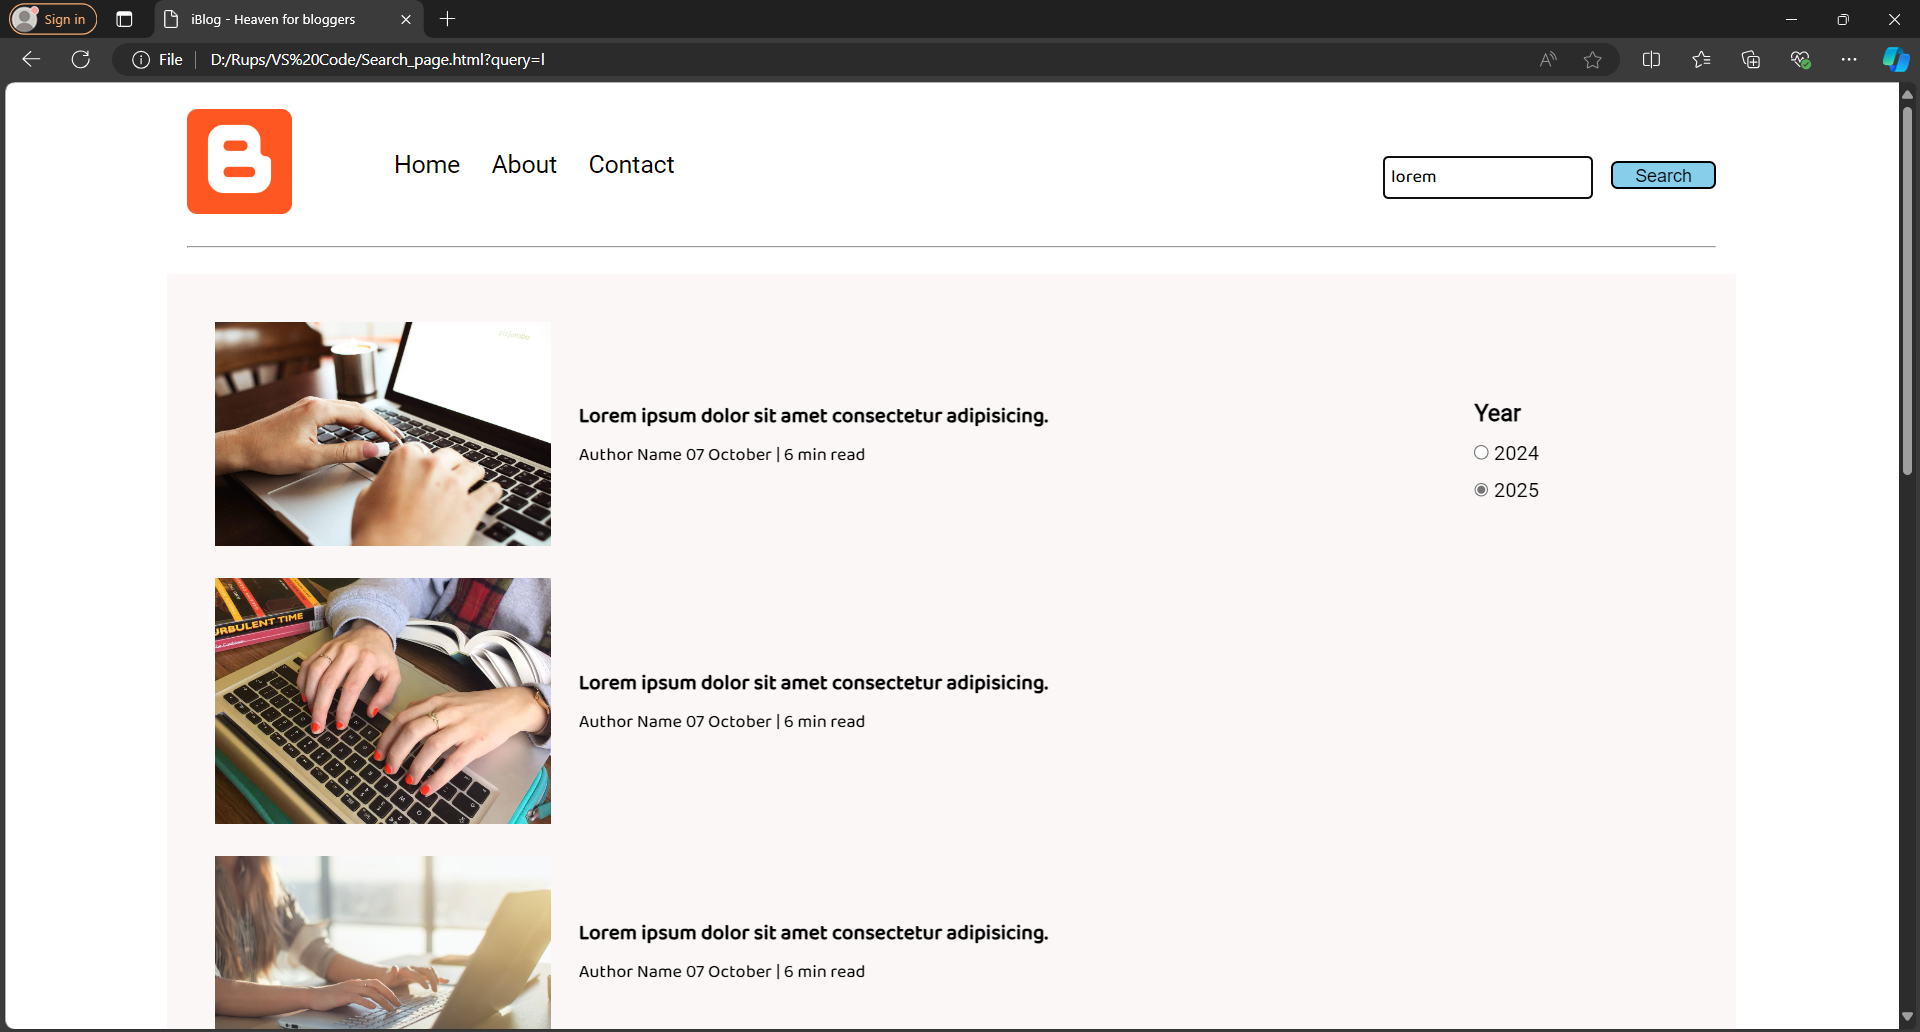 Sign in
iBlog - Heaven for bloggers
File
D:/Rups/VS%20Code/Search_page.html?query=l
Home About Contact
lorem
Search
Lorem ipsum dolor sit amet consectetur adipisicing.
Author Name 07 October | 6 min read
Year
2024
2025
URBULENT TIME
Lorem ipsum dolor sit amet consectetur adipisicing.
Author Name 07 October | 6 min read
Lorem ipsum dolor sit amet consectetur adipisicing.
Author Name 07 October | 6 min read